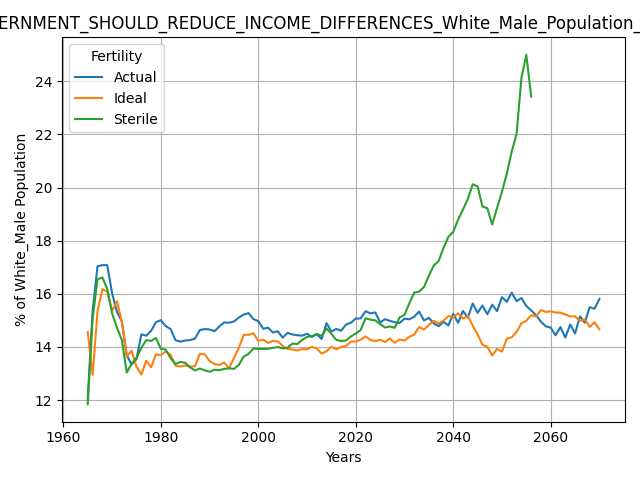 ERNMENT_SHOULD_REDUCE_INCOME_DIFFERENCES_White_Male_Population_
Fertility
Actual
Ideal
Sterile
% of White_Male Population
24
22
20
18
16
14
12
1960 1980 2000 2020 2040 2060
Years